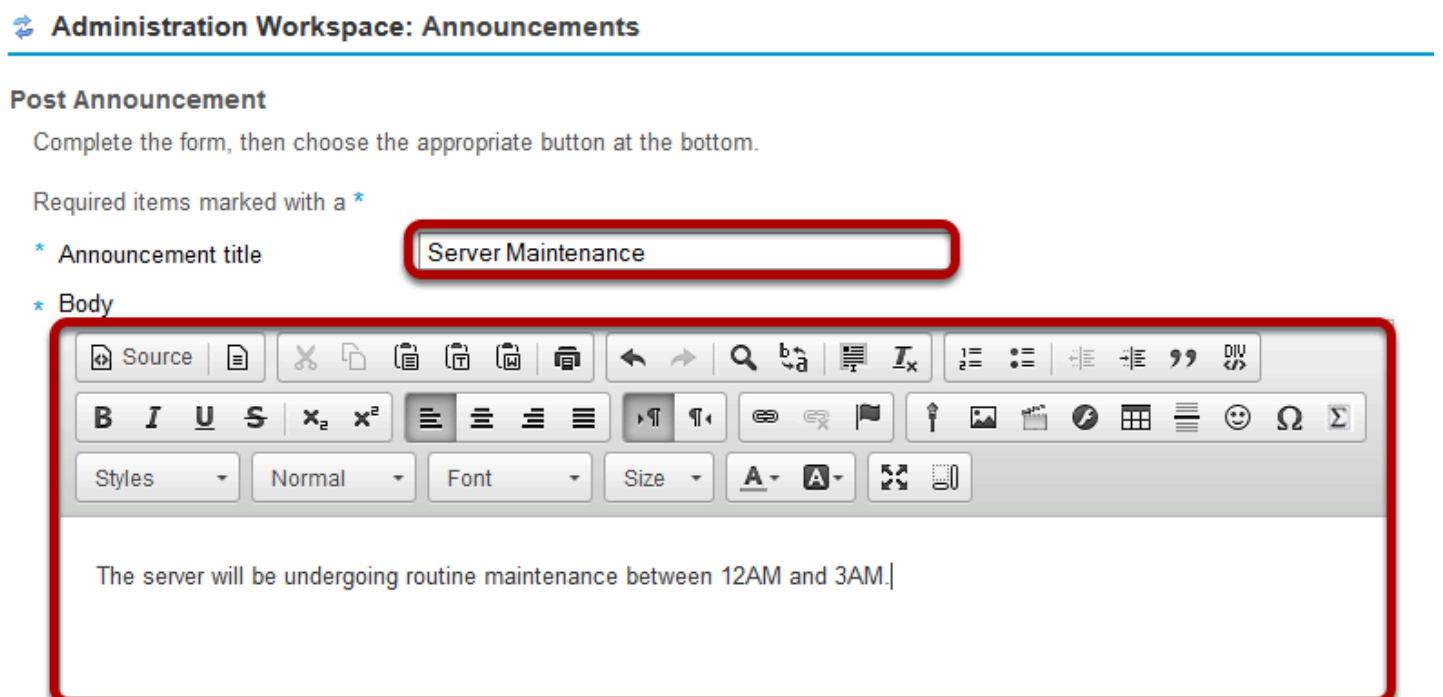 Administration Workspace: Announcements
Post Announcement
Complete the form, then choose the appropriate button at the bottom.
Required items marked with a *
* Announcement title Server Maintenance
* Body
Source
B I U S x₂ x²
Styles Normal Font Size A A
The server will be undergoing routine maintenance between 12AM and 3AM.